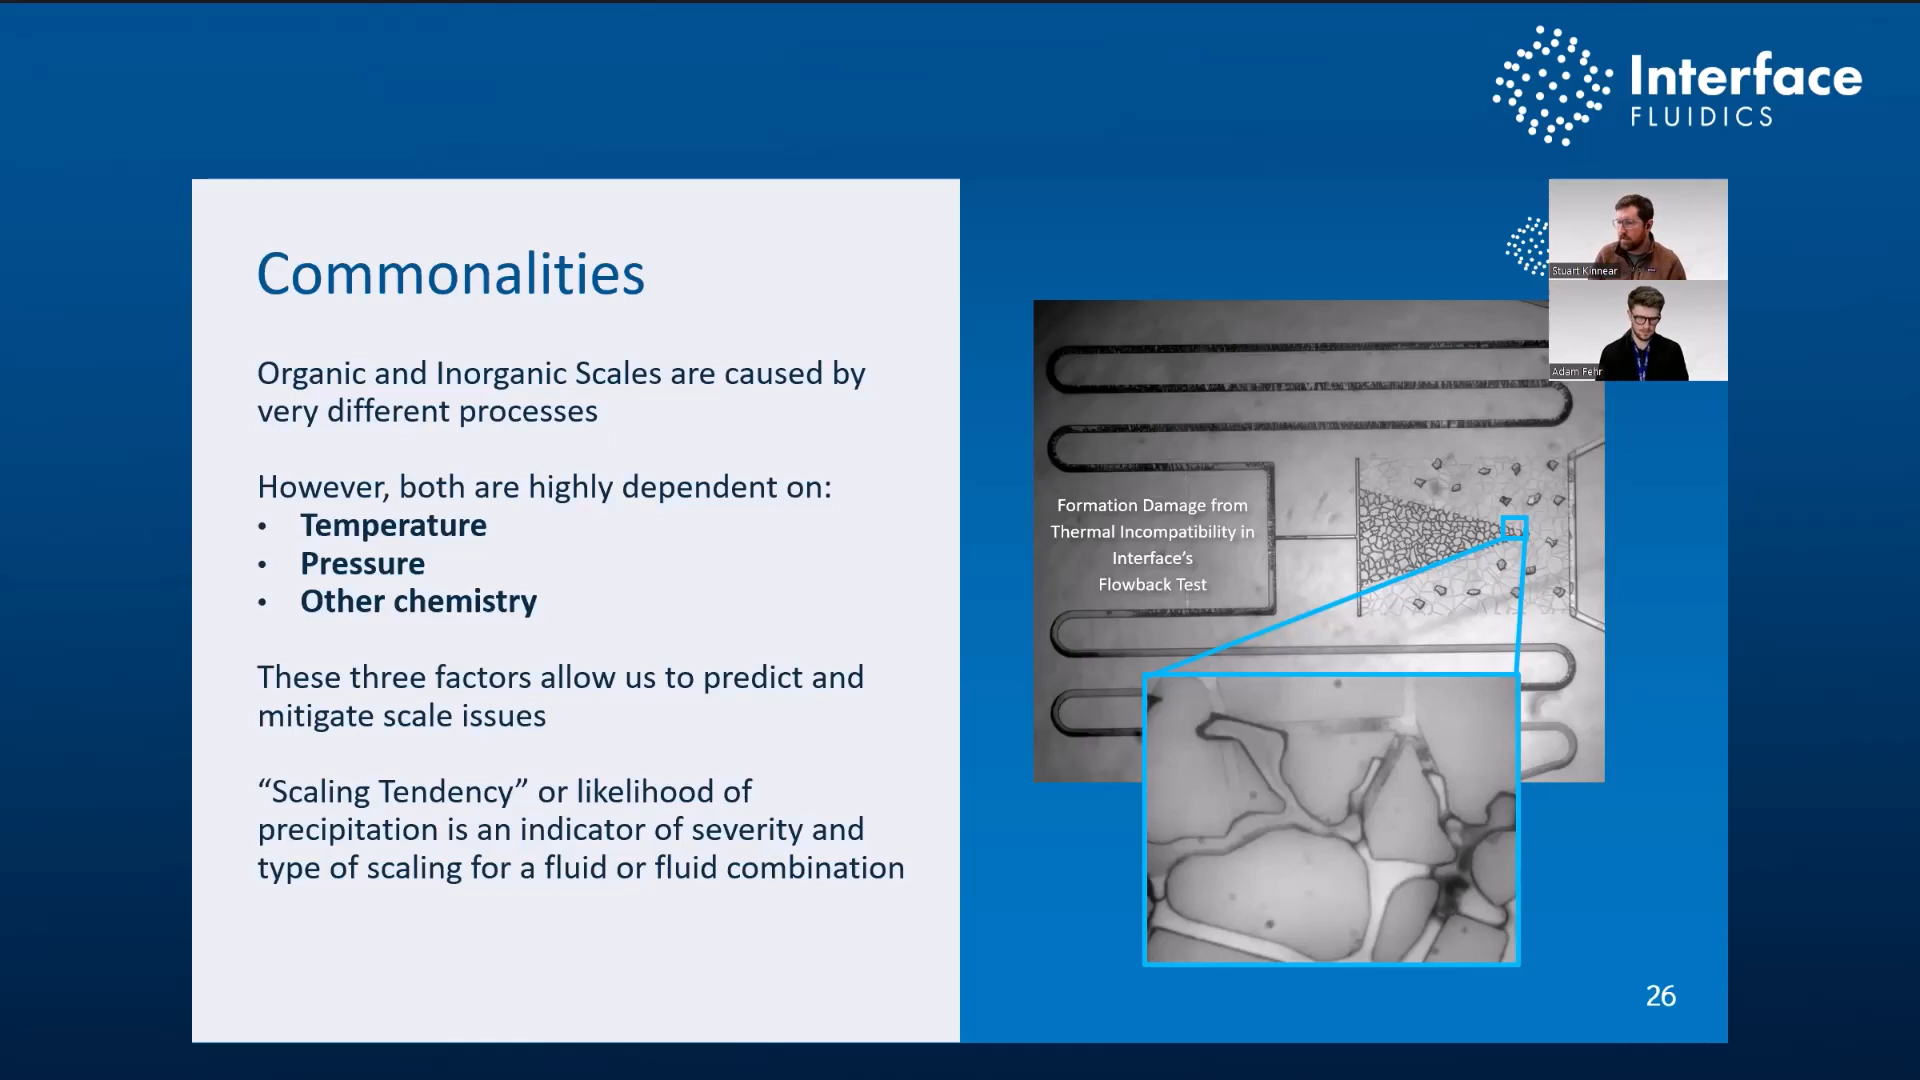 Interface
FLUIDICS
Stuart Kinnear
Adam Fehr
Commonalities
Organic and Inorganic Scales are caused by
very different processes
However, both are highly dependent on:
• Temperature
• Pressure
• Other chemistry
These three factors allow us to predict and
mitigate scale issues
“Scaling Tendency” or likelihood of
precipitation is an indicator of severity and
type of scaling for a fluid or fluid combination
Formation Damage from
Thermal Incompatibility in
Interface’s
Flowback Test
26